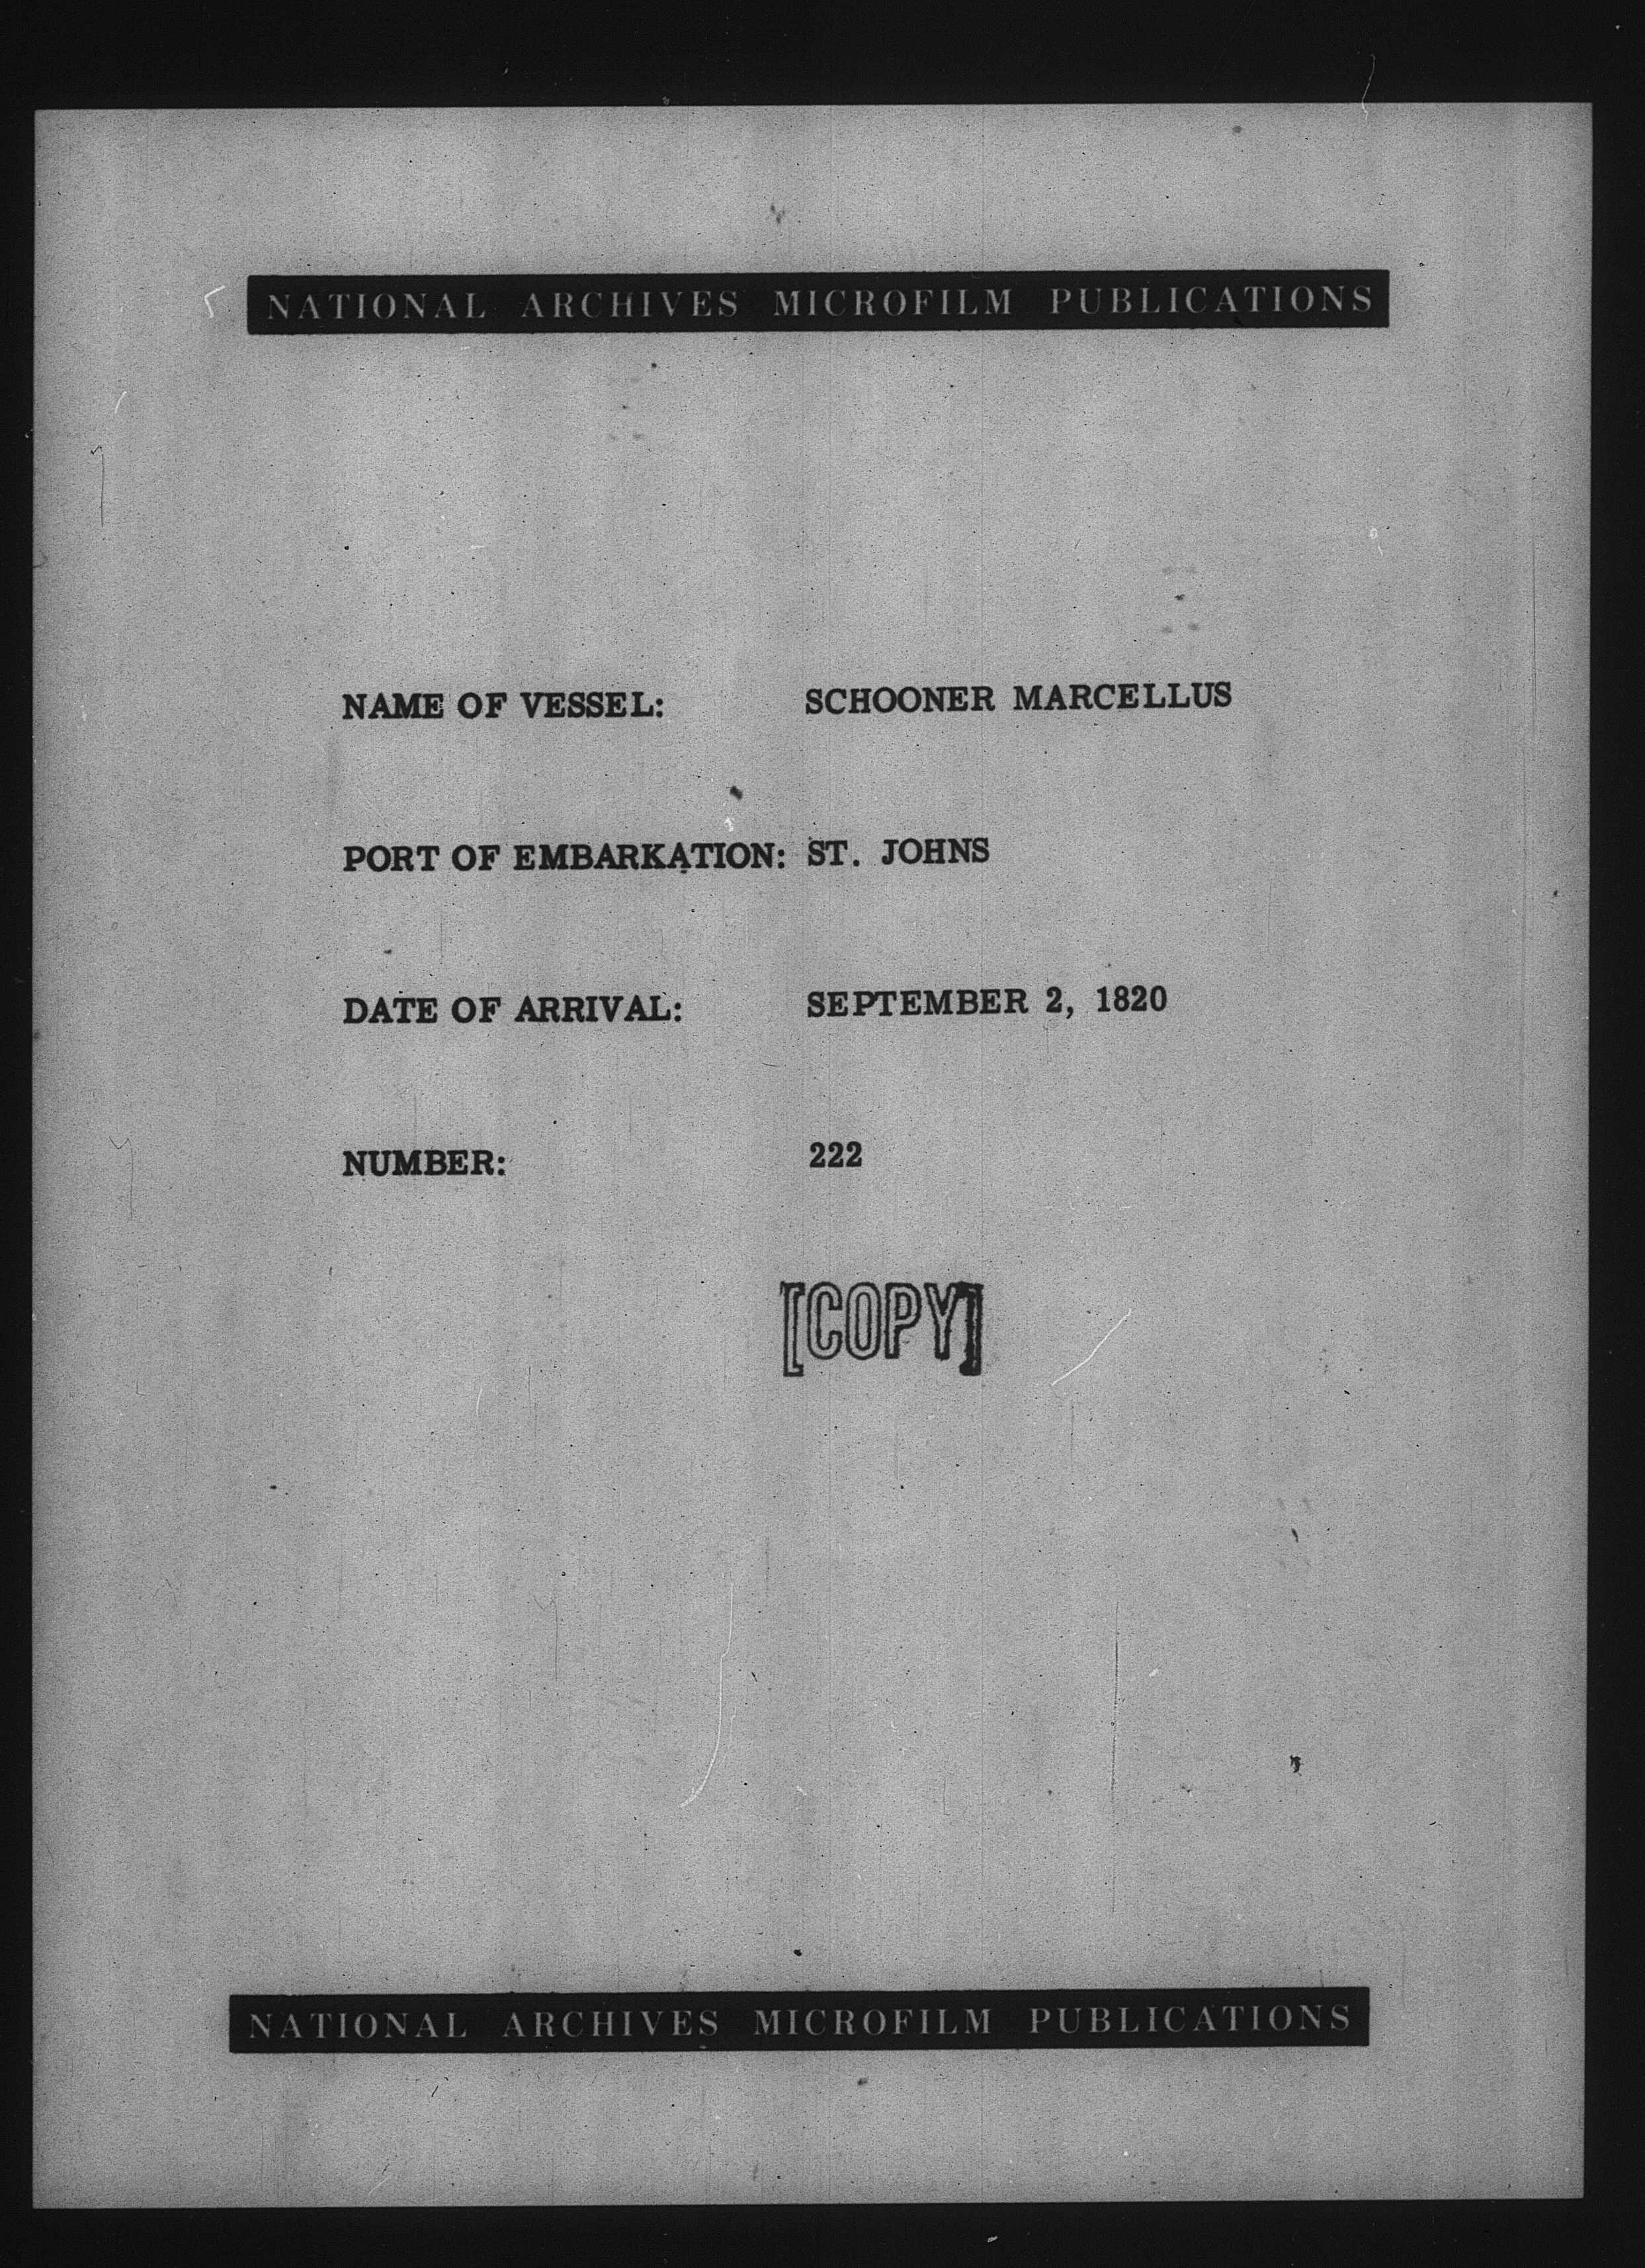 NATIONAL ARCHIVES MICROFILM PUBLICATIONS
NAME OF VESSEL: SCHOONER MARCELLUS
PORT OF EMBARKATION: ST. JOHNS
DATE OF ARRIVAL: SEPTEMBER 2, 1820
NUMBER: 222
[COPY]
NATIONAL ARCHIVES MICROFILM PUBLICATIONS